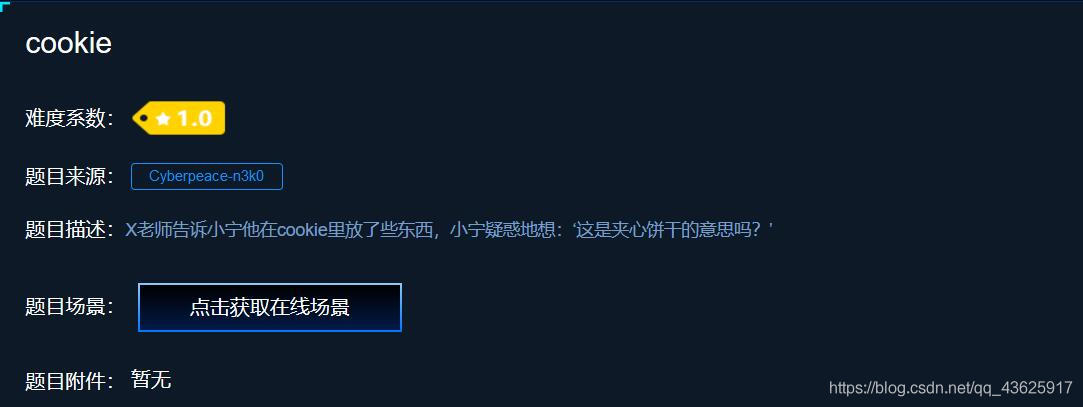 cookie
难度系数： 1.0
题目来源： Cyberpeace-n3k0
题目描述：X老师告诉小宁他在cookie里放了些东西，小宁疑惑地想：‘这是夹心饼干的意思吗？’
题目场景： 点击获取在线场景
题目附件： 暂无
https://blog.csdn.net/qq_43625917